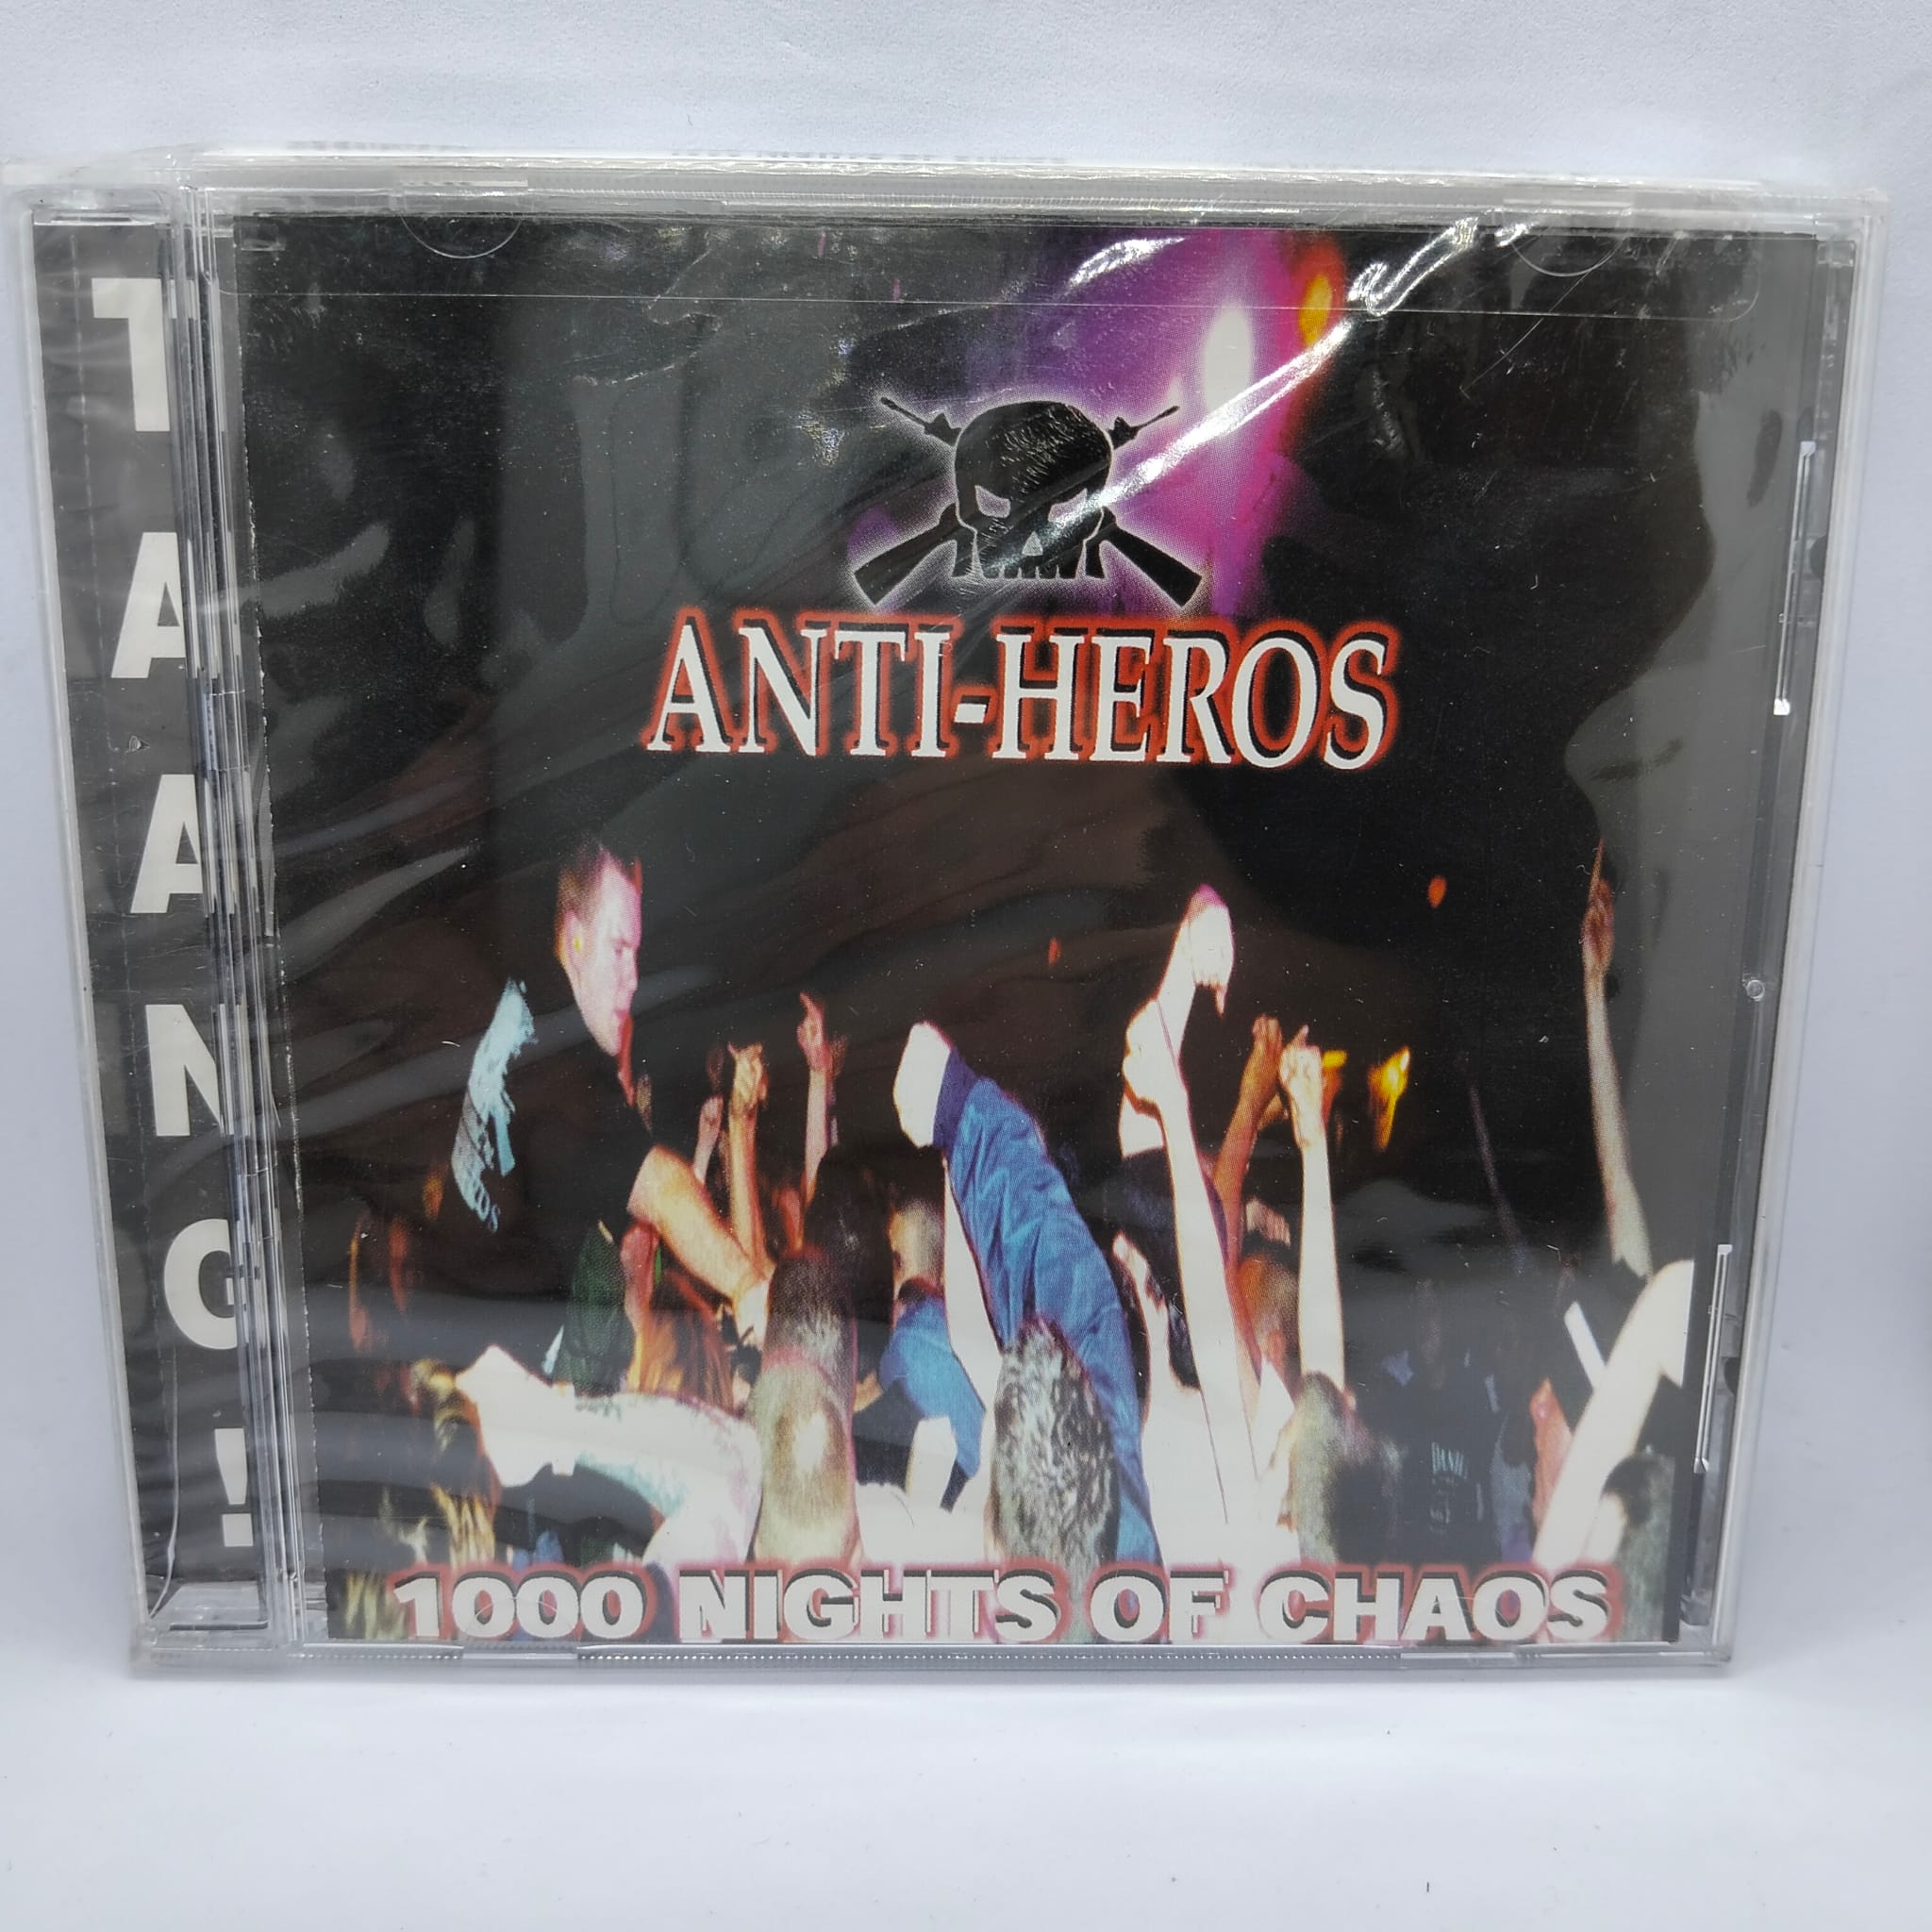 TAANG!
ANTI-HEROS
1000 NIGHTS OF CHAOS